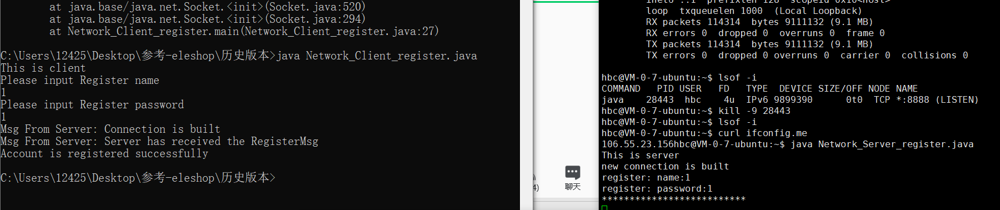 at java.base/java.net.Socket.<init>(Socket.java:520)
at java.base/java.net.Socket.<init>(Socket.java:294)
at Network_Client_register.main(Network_Client_register.java:27)
C:\Users\12425\Desktop\参考-eleshop\历史版本>java Network_Client_register.java
This is client
Please input Register name
1
Please input Register password
1
Msg From Server: Connection is built
Msg From Server: Server has received the RegisterMsg
Account is registered successfully
C:\Users\12425\Desktop\参考-eleshop\历史版本>
4)
聊天
inet6 ::1  prefixlen 128  scopeid 0x10<host>
loop  txqueuelen 1000  (Local Loopback)
RX packets 114314  bytes 9111132 (9.1 MB)
RX errors 0  dropped 0  overruns 0  frame 0
TX packets 114314  bytes 9111132 (9.1 MB)
TX errors 0  dropped 0 overruns 0  carrier 0  collisions 0
hbc@VM-0-7-ubuntu:~$ lsof -i
COMMAND   PID USER   FD   TYPE  DEVICE SIZE/OFF NODE NAME
java    28443  hbc    4u  IPv6 9899390      0t0  TCP *:8888 (LISTEN)
hbc@VM-0-7-ubuntu:~$ kill -9 28443
hbc@VM-0-7-ubuntu:~$ lsof -i
hbc@VM-0-7-ubuntu:~$ curl ifconfig.me
106.55.23.156hbc@VM-0-7-ubuntu:~$ java Network_Server_register.java
This is server
new connection is built
register: name:1
register: password:1
**************************